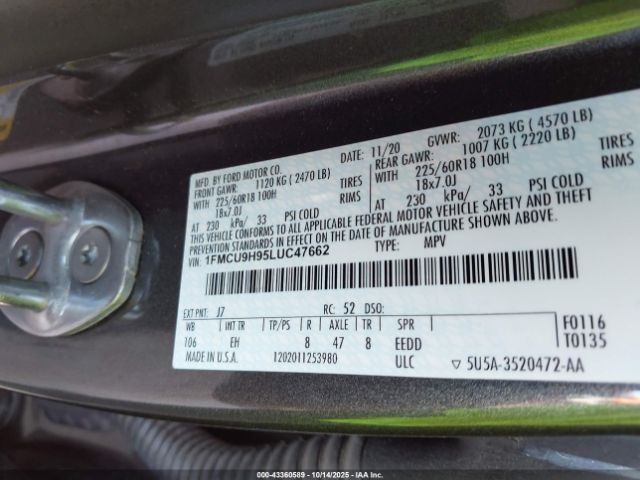 MFD. BY FORD MOTOR CO.
DATE: 11/20 GVWR: 2073 KG ( 4570 LB)
FRONT GAWR: 1120 KG ( 2470 LB)
REAR GAWR: 1007 KG ( 2220 LB)
WITH 225/60R18 100H TIRES
WITH 225/60R18 100H TIRES
18x7.0J RIMS
18x7.0J RIMS
AT 230 kPa/ 33 PSI COLD
AT 230 kPa/ 33 PSI COLD
THIS VEHICLE CONFORMS TO ALL APPLICABLE FEDERAL MOTOR VEHICLE SAFETY AND THEFT
PREVENTION STANDARDS IN EFFECT ON THE DATE OF MANUFACTURE SHOWN ABOVE.
VIN: 1FMCU9H95LUC47662 TYPE: MPV
EXT PNT: J7 RC: 52 DSO:
WB INT TR TP/PS R AXLE TR SPR
106 EH 8 47 8 EEDD
F0116
T0135
MADE IN U.S.A. 1202011253980 ULC ▽ 5U5A-3520472-AA
000-43360589 - 10/14/2025 - IAAC.